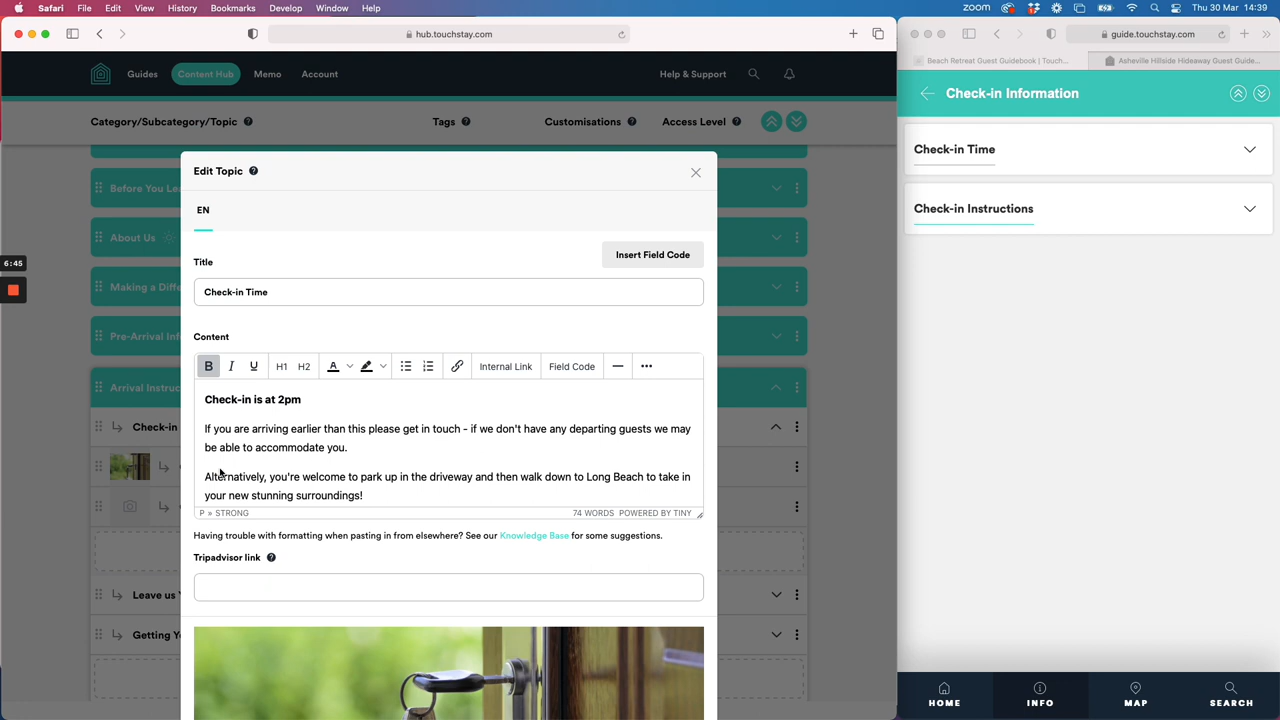 Safari File Edit View History Bookmarks Develop Window Help
ZOOM Thu 30 Mar 14:39
hub.touchstay.com
guide.touchstay.com
Beach Retreat Guest Guidebook | Touch...
Asheville Hillside Hideaway Guest Guide...
Guides Content Hub Memo Account Help & Support
Check-in Information
Category/Subcategory/Topic Tags Customisations Access Level
Check-in Time
Check-in Instructions
Edit Topic
Before You Lea
EN
About Us
6:45
Insert Field Code
Title
Making a Diffe
Check-in Time
Pre-Arrival Inf
Content
B I U H1 H2 A Internal Link Field Code
Arrival Instruc
Check-in is at 2pm
Check-in
If you are arriving earlier than this please get in touch - if we don't have any departing guests we may
be able to accommodate you.
Alternatively, you're welcome to park up in the driveway and then walk down to Long Beach to take in
your new stunning surroundings!
P » STRONG 74 WORDS POWERED BY TINY
Having trouble with formatting when pasting in from elsewhere? See our Knowledge Base for some suggestions.
Tripadvisor link
Leave us
Getting Yo
HOME INFO MAP SEARCH